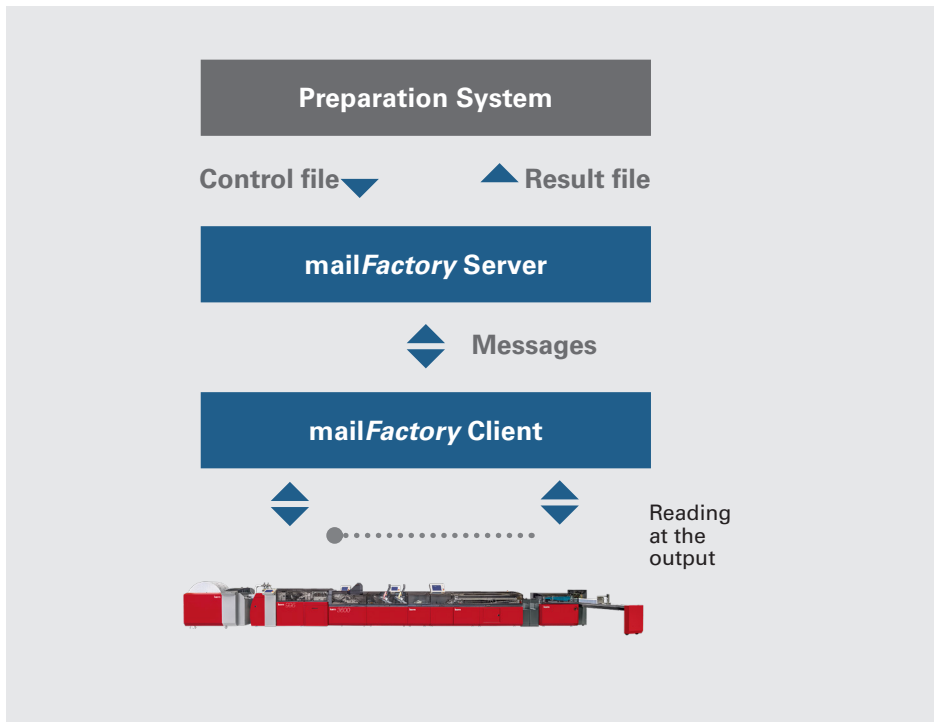 Preparation System
Control file
Result file
mailFactory Server
Messages
mailFactory Client
Reading
at the
output